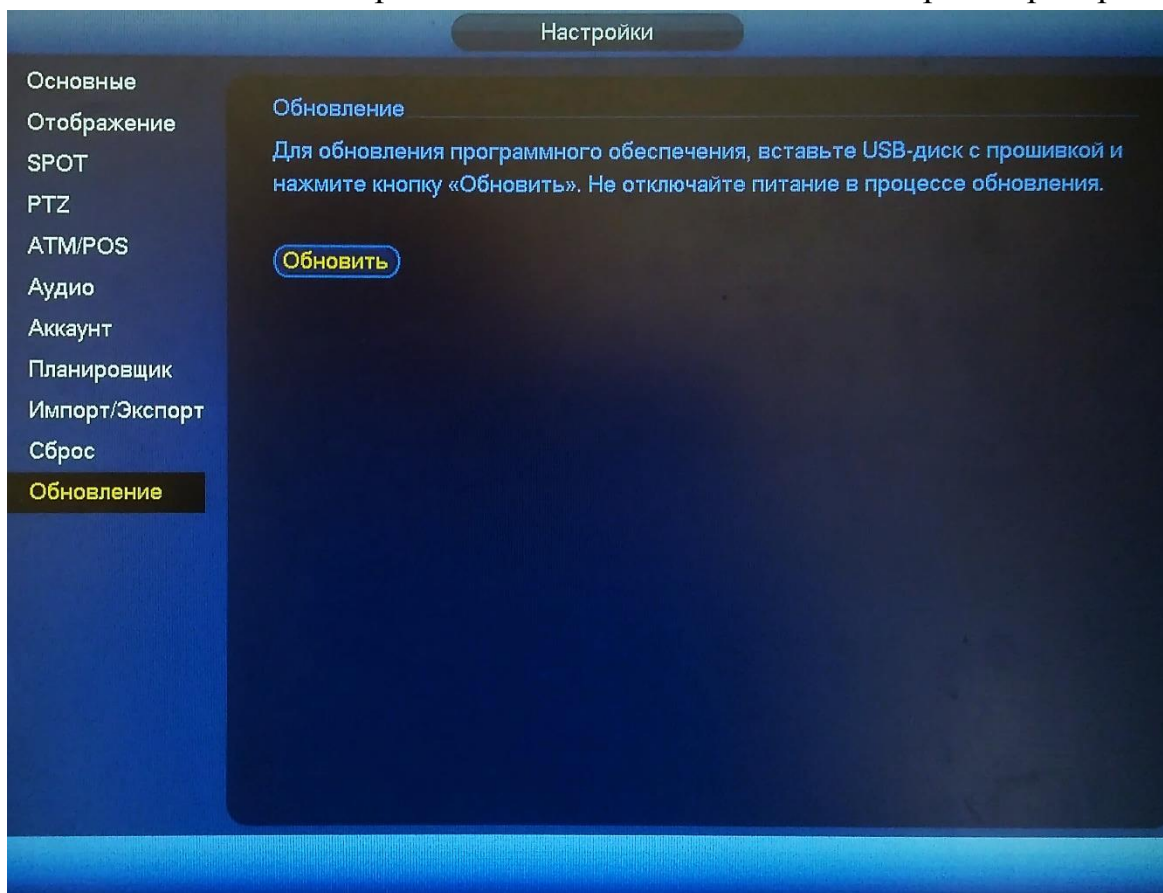 Настройки
Основные
Отображение
SPOT
PTZ
ATM/POS
Аудио
Аккаунт
Планировщик
Импорт/Экспорт
Сброс
Обновление
Обновление
Для обновления программного обеспечения, вставьте USB-диск с прошивкой и
нажмите кнопку «Обновить». Не отключайте питание в процессе обновления.
Обновить